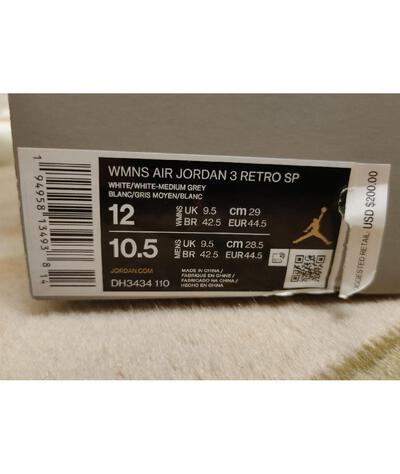 WMNS AIR JORDAN 3 RETRO SP
WHITE/WHITE-MEDIUM GREY
BLANC/GRIS MOYEN/BLANC
12 WMNS UK 9.5 cm 29
BR 42.5 EUR 44.5
10.5 MENS UK 9.5 cm 28.5
BR 42.5 EUR 44.5
JORDAN.COM
DH3434 110
MADE IN CHINA/
FABRIQUÉ EN CHINE/
FABRICADO NA CHINA/
HECHO EN CHINA
1 94958 13493 8 14
GGESTED RETAIL: USD $200.00